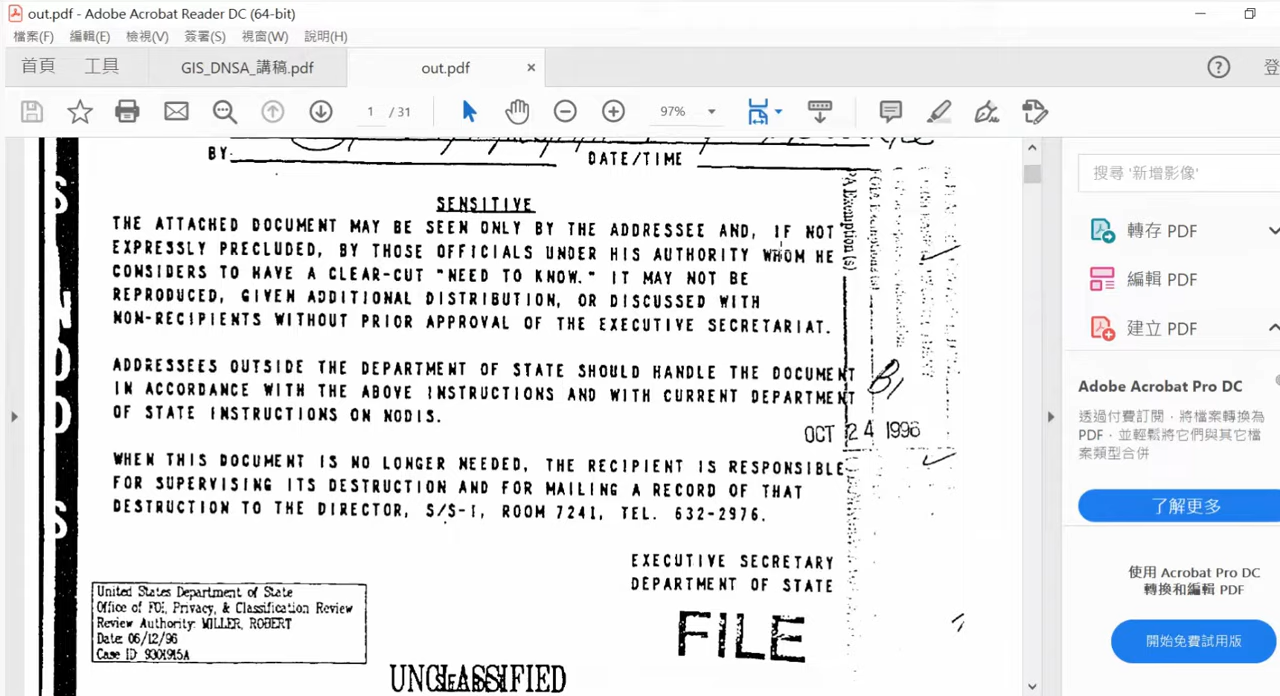 out.pdf - Adobe Acrobat Reader DC (64-bit)
檔案(F) 編輯(E) 檢視(V) 簽署(S) 視窗(W) 說明(H)
首頁 工具 GIS_DNSA_講稿.pdf out.pdf × ? 登
1 / 31 97%
BY: DATE/TIME
SENSITIVE
THE ATTACHED DOCUMENT MAY BE SEEN ONLY BY THE ADDRESSEE AND, IF NOT
EXPRESSLY PRECLUDED, BY THOSE OFFICIALS UNDER HIS AUTHORITY WHOM HE
CONSIDERS TO HAVE A CLEAR-CUT "NEED TO KNOW." IT MAY NOT BE
REPRODUCED, GIVEN ADDITIONAL DISTRIBUTION, OR DISCUSSED WITH
NON-RECIPIENTS WITHOUT PRIOR APPROVAL OF THE EXECUTIVE SECRETARIAT.
ADDRESSEES OUTSIDE THE DEPARTMENT OF STATE SHOULD HANDLE THE DOCUMENT
IN ACCORDANCE WITH THE ABOVE INSTRUCTIONS AND WITH CURRENT DEPARTMENT
OF STATE INSTRUCTIONS ON NODIS.
B1
OCT 24 1996
WHEN THIS DOCUMENT IS NO LONGER NEEDED, THE RECIPIENT IS RESPONSIBLE
FOR SUPERVISING ITS DESTRUCTION AND FOR MAILING A RECORD OF THAT
DESTRUCTION TO THE DIRECTOR, S/S-I, ROOM 7241, TEL. 632-2976.
EXECUTIVE SECRETARY
DEPARTMENT OF STATE
United States Department of State
Office of FOI, Privacy, & Classification Review
Review Authority: MILLER, ROBERT
Date: 06/12/96
Case ID: 9301915A
FILE
UNCLASSIFIED
PA Exemption(s)
搜尋 '新增影像'
轉存 PDF
編輯 PDF
建立 PDF
Adobe Acrobat Pro DC
透過付費訂閱，將檔案轉換為
PDF，並輕鬆將它們與其它檔
案類型合併
了解更多
使用 Acrobat Pro DC
轉換和編輯 PDF
開始免費試用版